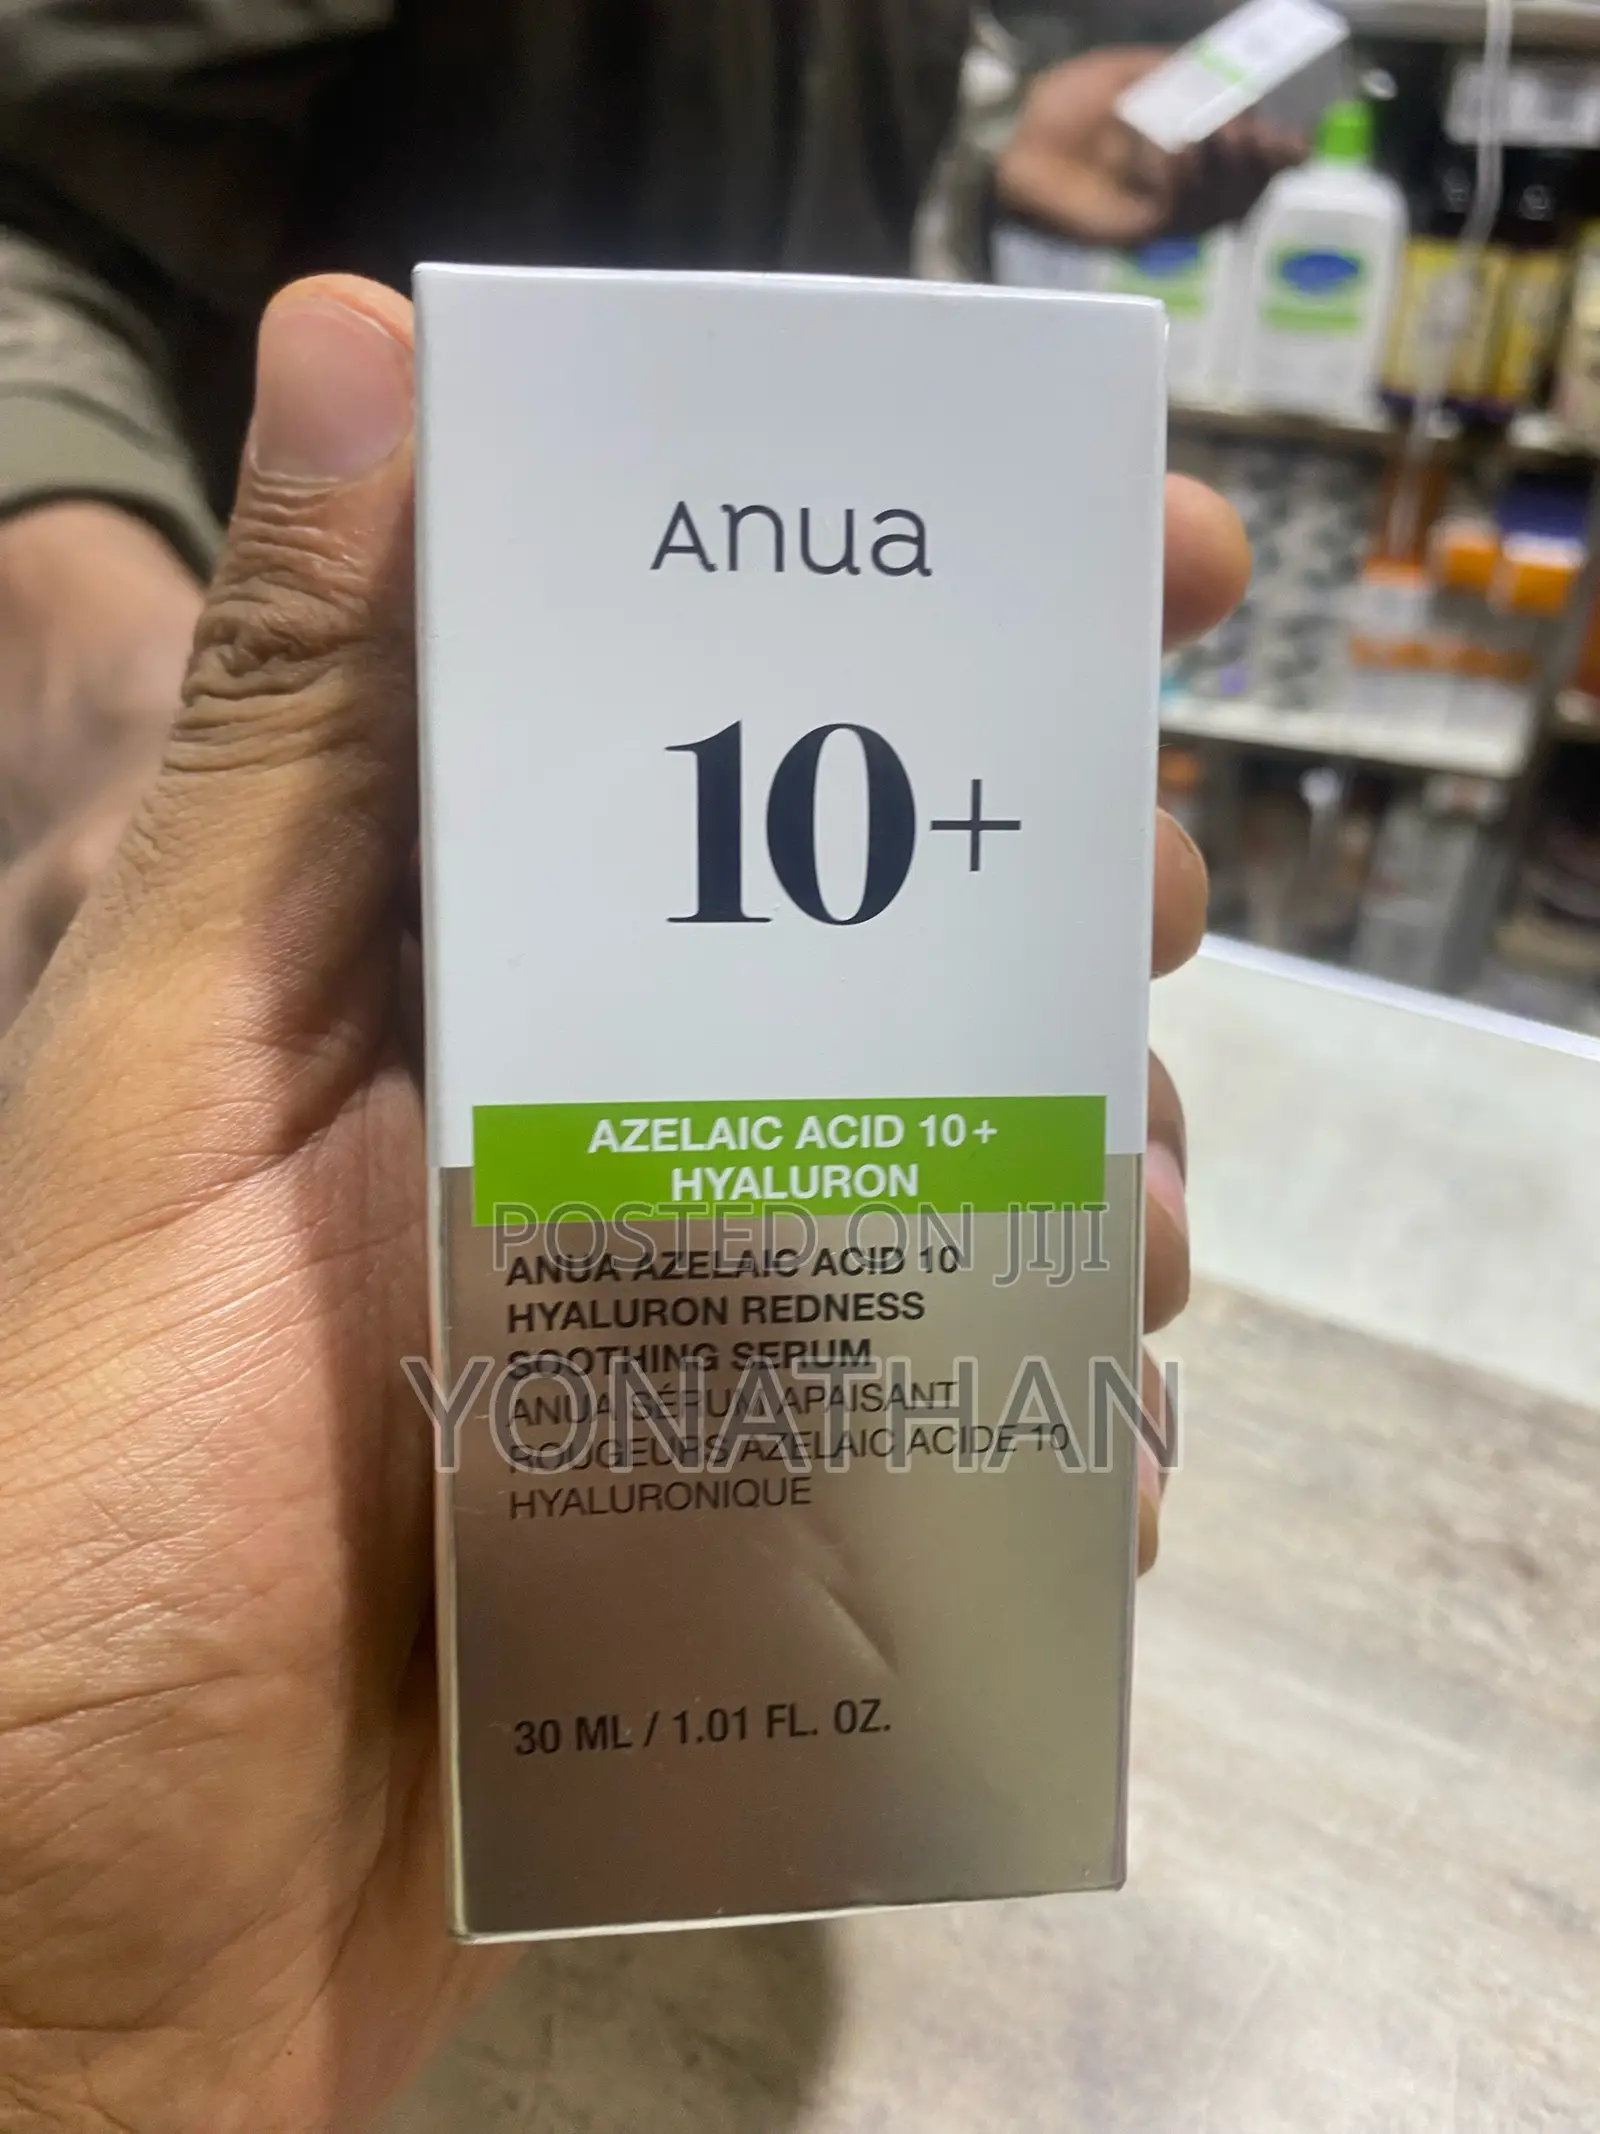 Anua
10+
AZELAIC ACID 10+
HYALURON
POSTED ON JIJI
ANUA AZELAIC ACID 10
HYALURON REDNESS
SOOTHING SERUM
YONATHAN
ANUA SÉRUM APAISANT
ROUGEURS AZELAIC ACIDE 10
HYALURONIQUE
30 ML / 1.01 FL. OZ.